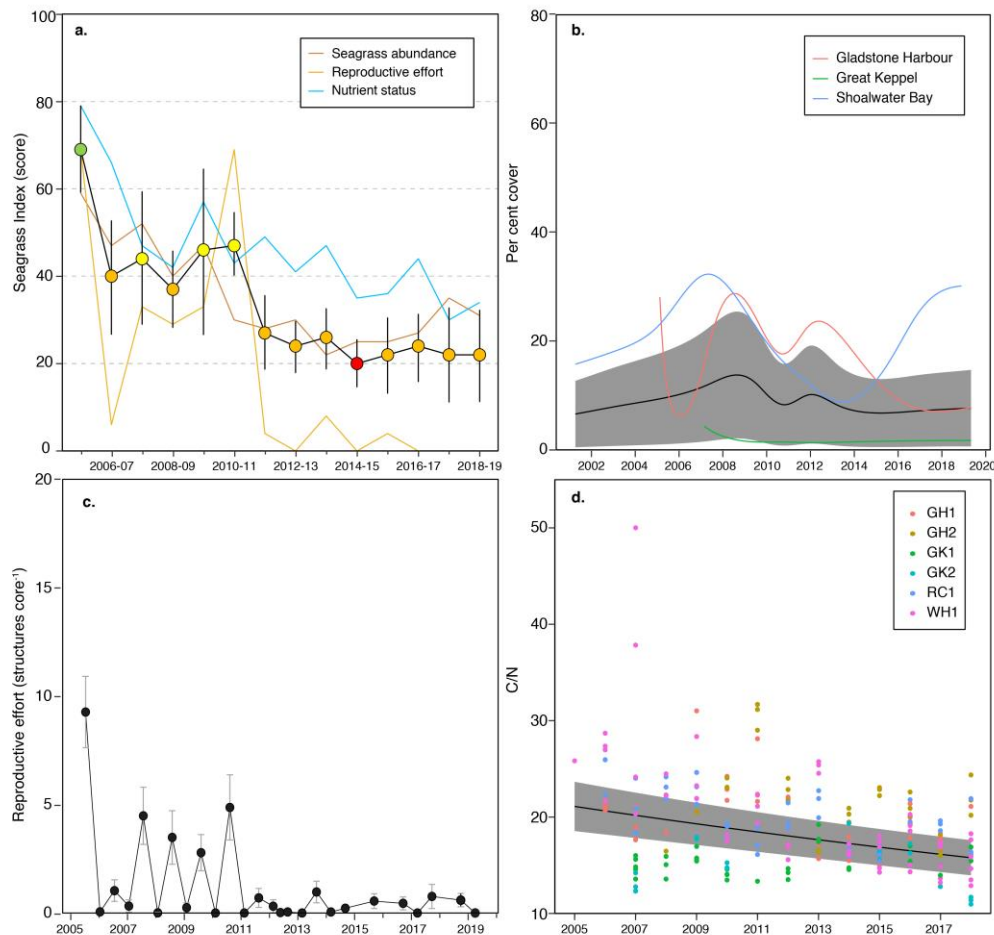 a.
Seagrass abundance
Reproductive effort
Nutrient status
Seagrass Index (score)
100
80
60
40
20
0
2006-07 2008-09 2010-11 2012-13 2014-15 2016-17 2018-19
b.
Gladstone Harbour
Great Keppel
Shoalwater Bay
Per cent cover
80
60
40
20
0
2002 2004 2006 2008 2010 2012 2014 2016 2018 2020
c.
Reproductive effort (structures core⁻¹)
20
15
10
5
0
2005 2007 2009 2011 2013 2015 2017 2019
d.
GH1
GH2
GK1
GK2
RC1
WH1
C/N
50
40
30
20
10
2005 2007 2009 2011 2013 2015 2017